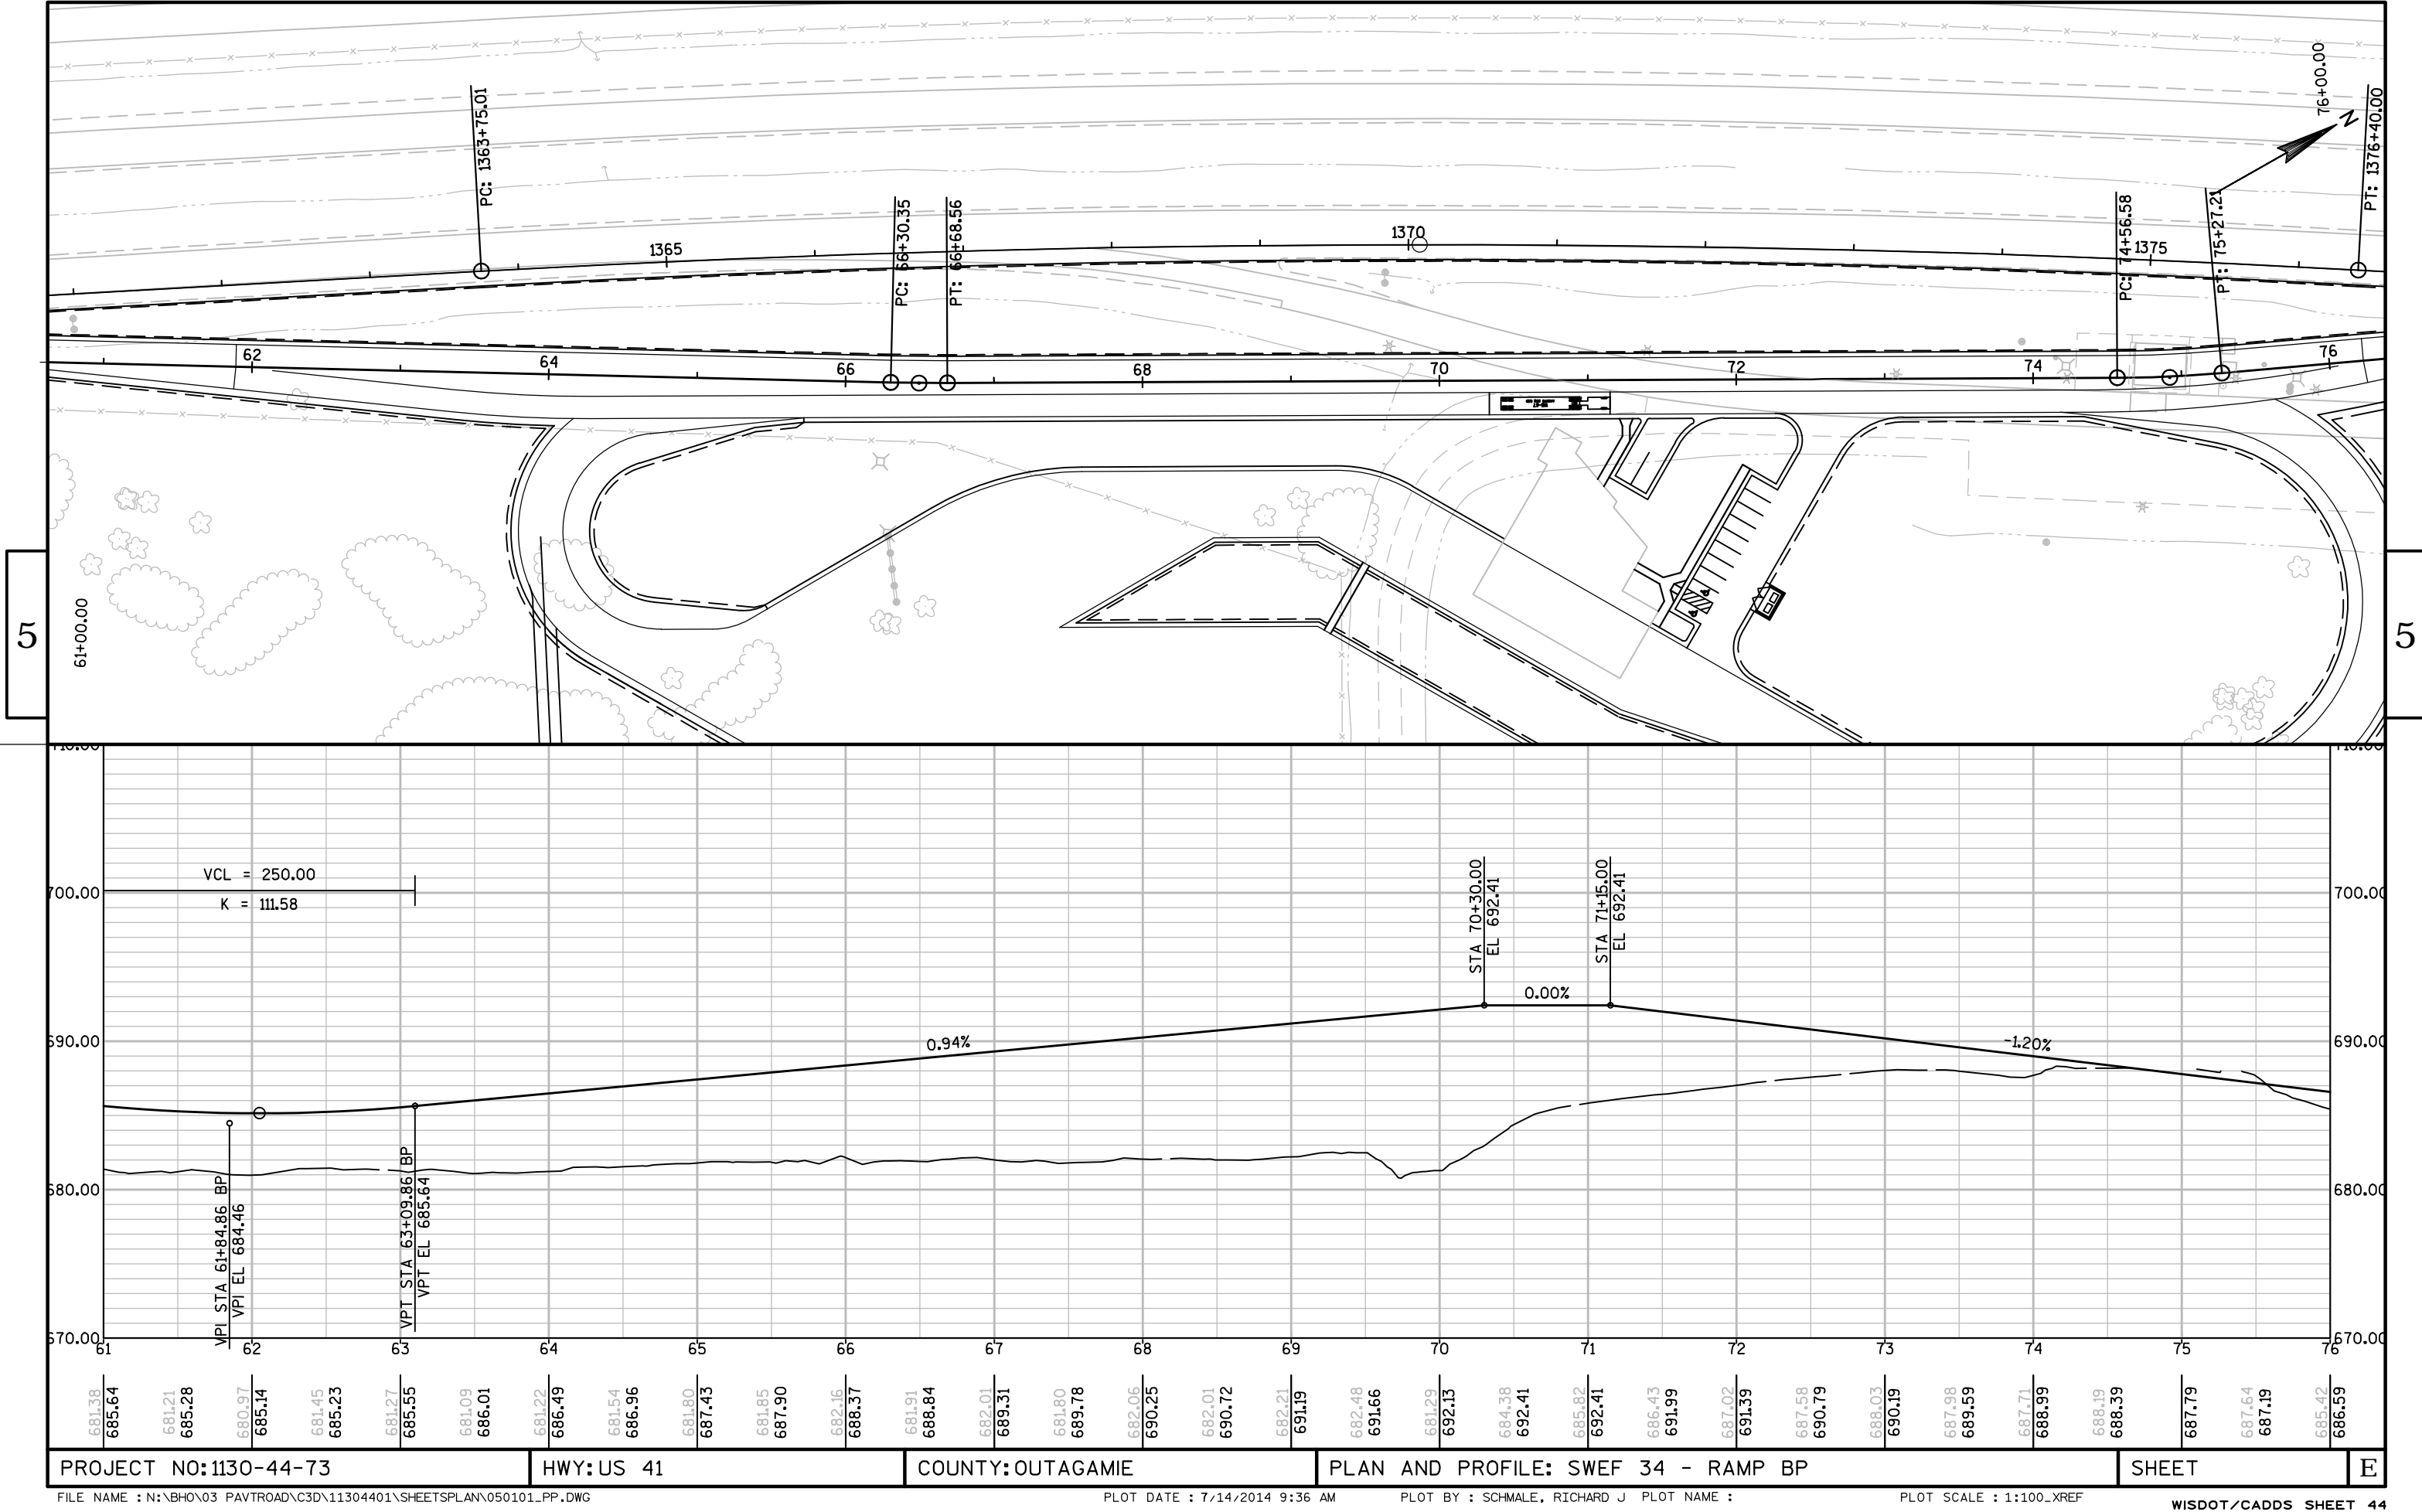 76+00.00
N
PC: 1363+75.01
PC: 66+30.35
PT: 66+68.56
PC: 74+56.58
PT: 75+27.21
PT: 1376+40.00
1365
1370
1375
62
64
66
68
70
72
74
76
5
5
61+00.00
VCL = 250.00
K = 111.58
700.00
700.00
690.00
690.00
680.00
680.00
670.00
670.00
STA 70+30.00
EL 692.41
STA 71+15.00
EL 692.41
0.94%
0.00%
-1.20%
VPI STA 61+84.86 BP
VPI EL 684.46
VPT STA 63+09.86 BP
VPT EL 685.64
61 62 63 64 65 66 67 68 69 70 71 72 73 74 75 76
681.38 681.21 680.97 681.45 681.27 681.09 681.22 681.54 681.80 681.85 682.16 681.91 682.01 681.80 682.06 682.01 682.21 682.48 681.29 684.38 685.82 686.43 687.02 687.58 688.03 687.98 687.71 688.19 687.64 685.42
685.64 685.28 685.14 685.23 685.55 686.01 686.49 686.96 687.43 687.90 688.37 688.84 689.31 689.78 690.25 690.72 691.19 691.66 692.13 692.41 692.41 691.99 691.39 690.79 690.19 689.59 688.99 688.39 687.79 687.19 686.59
PROJECT NO:1130-44-73 HWY:US 41 COUNTY:OUTAGAMIE PLAN AND PROFILE: SWEF 34 - RAMP BP SHEET E
FILE NAME : N:\BHO\03 PAVTROAD\C3D\11304401\SHEETSPLAN\050101_PP.DWG PLOT DATE : 7/14/2014 9:36 AM PLOT BY : SCHMALE, RICHARD J PLOT NAME : PLOT SCALE : 1:100_XREF
WISDOT/CADDS SHEET 44